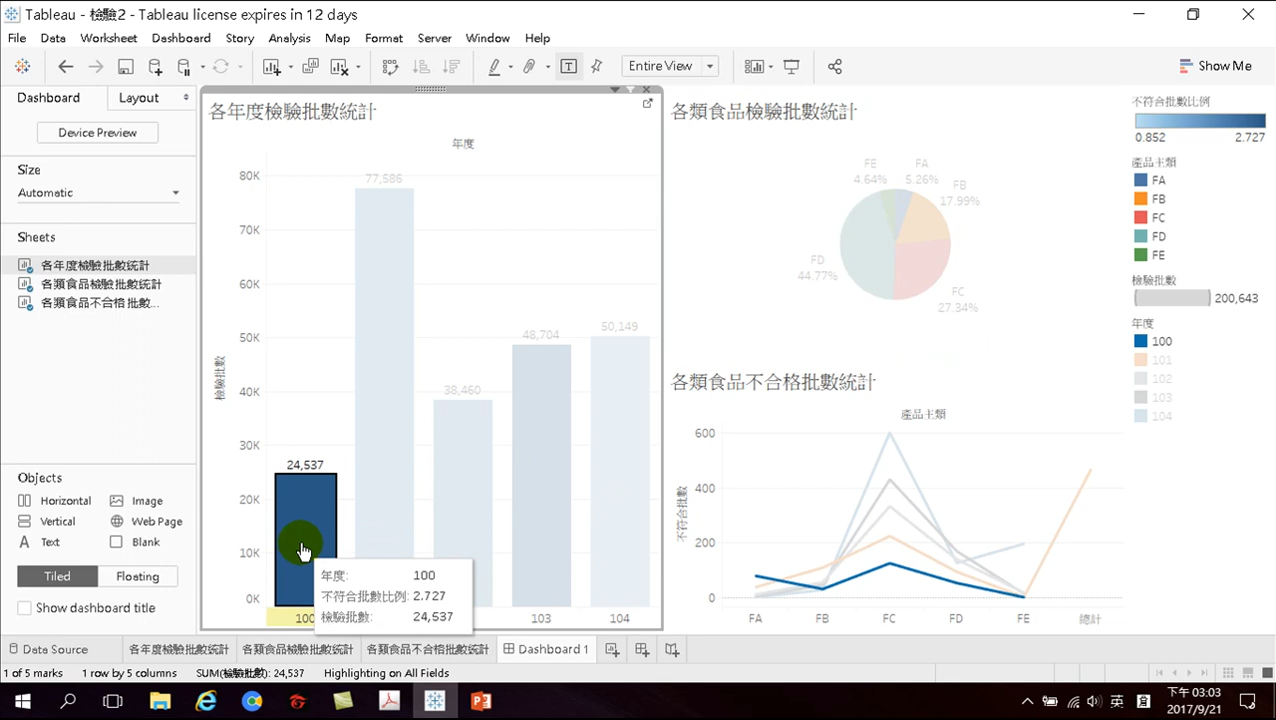 Tableau - 檢驗2 - Tableau license expires in 12 days
File Data Worksheet Dashboard Story Analysis Map Format Server Window Help
Entire View
Show Me
Dashboard Layout
Device Preview
Size
Automatic
Sheets
各年度檢驗批數統計
各類食品檢驗批數統計
各類食品不合格批數...
Objects
Horizontal Image
Vertical Web Page
Text Blank
Tiled Floating
Show dashboard title
各年度檢驗批數統計
年度
檢驗批數
80K
70K
60K
50K
40K
30K
20K
10K
0K
24,537
77,586
38,460
48,704
50,149
100
103
104
年度: 100
不符合批數比例: 2.727
檢驗批數: 24,537
各類食品檢驗批數統計
FE
4.64%
FA
5.26%
FB
17.99%
FD
44.77%
FC
27.34%
各類食品不合格批數統計
產品主類
不符合批數
600
400
200
0
FA FB FC FD FE 總計
不符合批數比例
0.852 2.727
產品主類
FA
FB
FC
FD
FE
檢驗批數
200,643
年度
100
101
102
103
104
Data Source 各年度檢驗批數統計 各類食品檢驗批數統計 各類食品不合格批數統計 Dashboard 1
1 of 5 marks 1 row by 5 columns SUM(檢驗批數): 24,537 Highlighting on All Fields
英
下午 03:03
2017/9/21